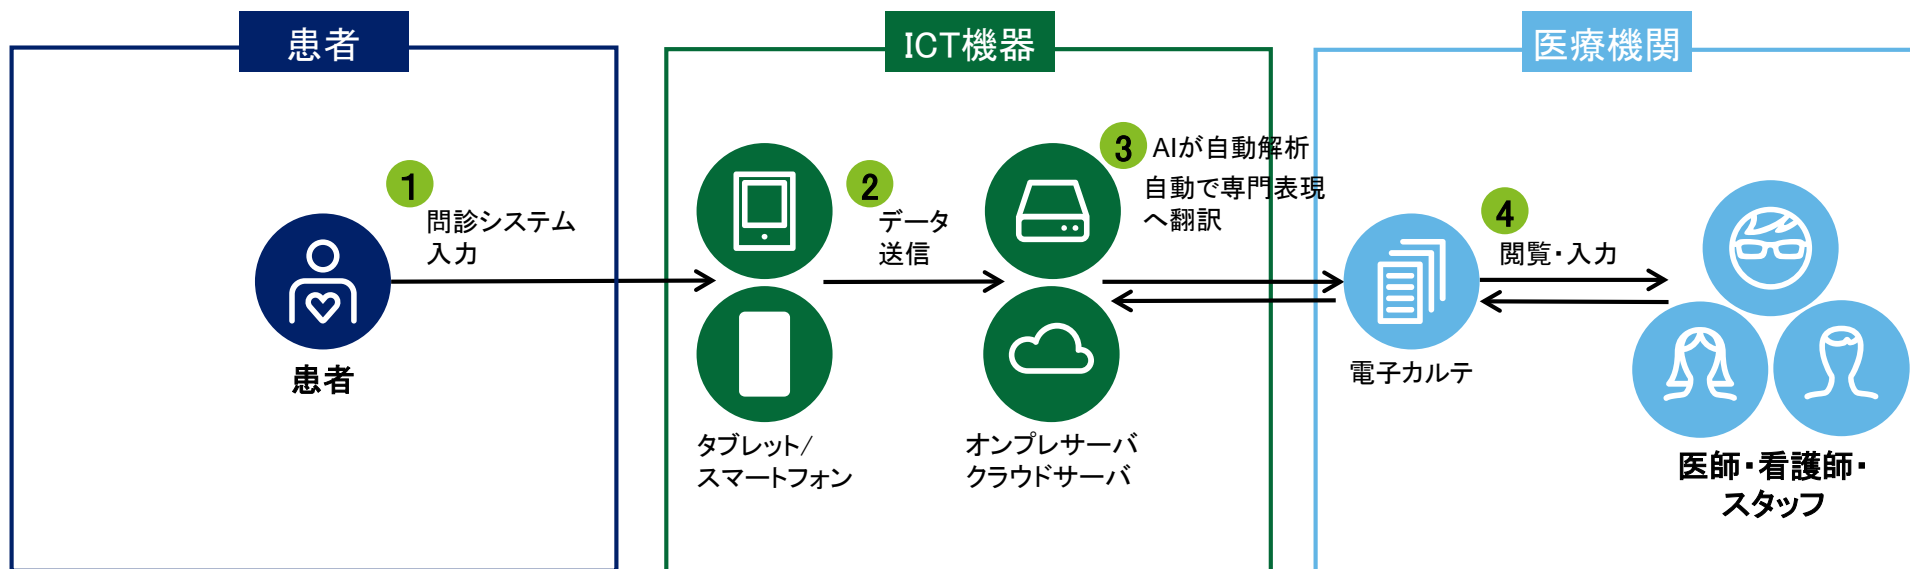 患者
ICT機器
医療機関
1
問診システム
入力
患者
2
データ
送信
タブレット/
スマートフォン
3
AIが自動解析
自動で専門表現
へ翻訳
オンプレサーバ
クラウドサーバ
電子カルテ
4
閲覧・入力
医師・看護師・
スタッフ